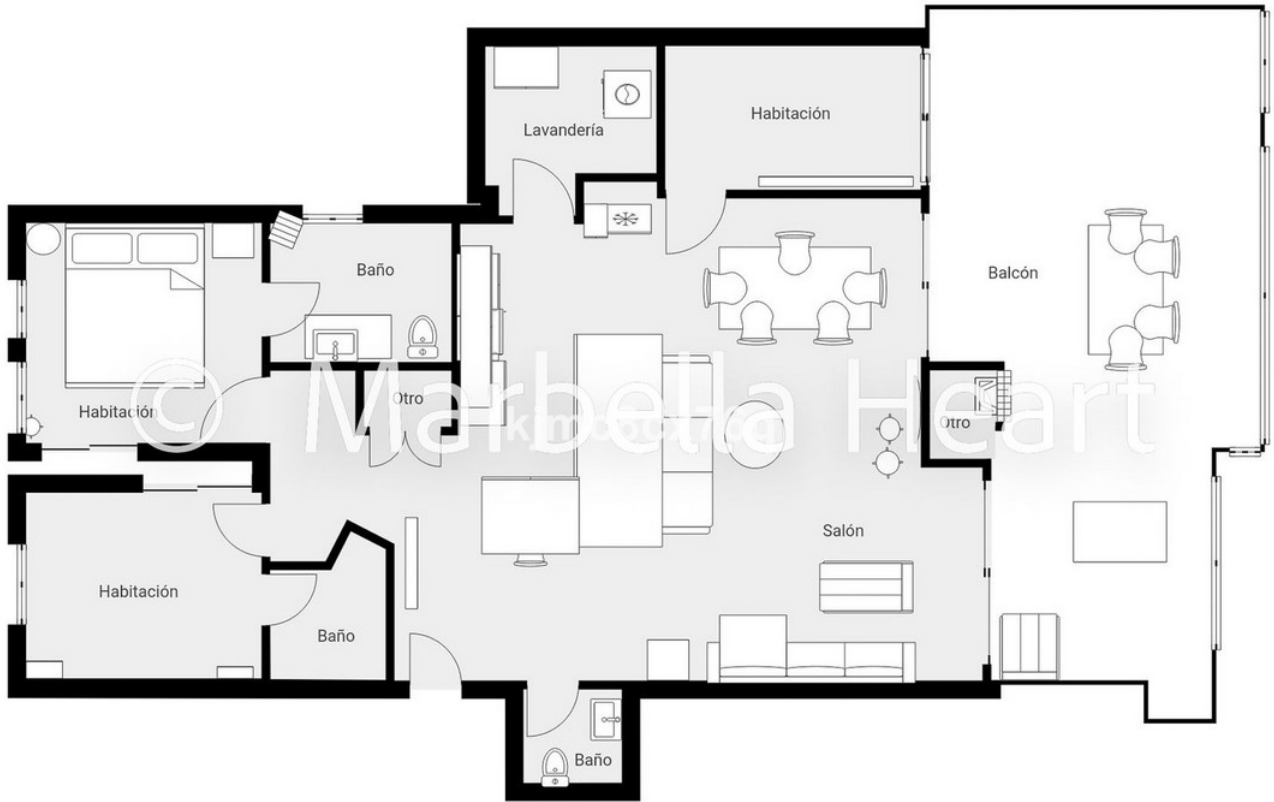 Habitación
Lavandería
Baño
Balcón
Otro
Habitación
© Marbella Heart
Otro
Salón
Habitación
Baño
Baño